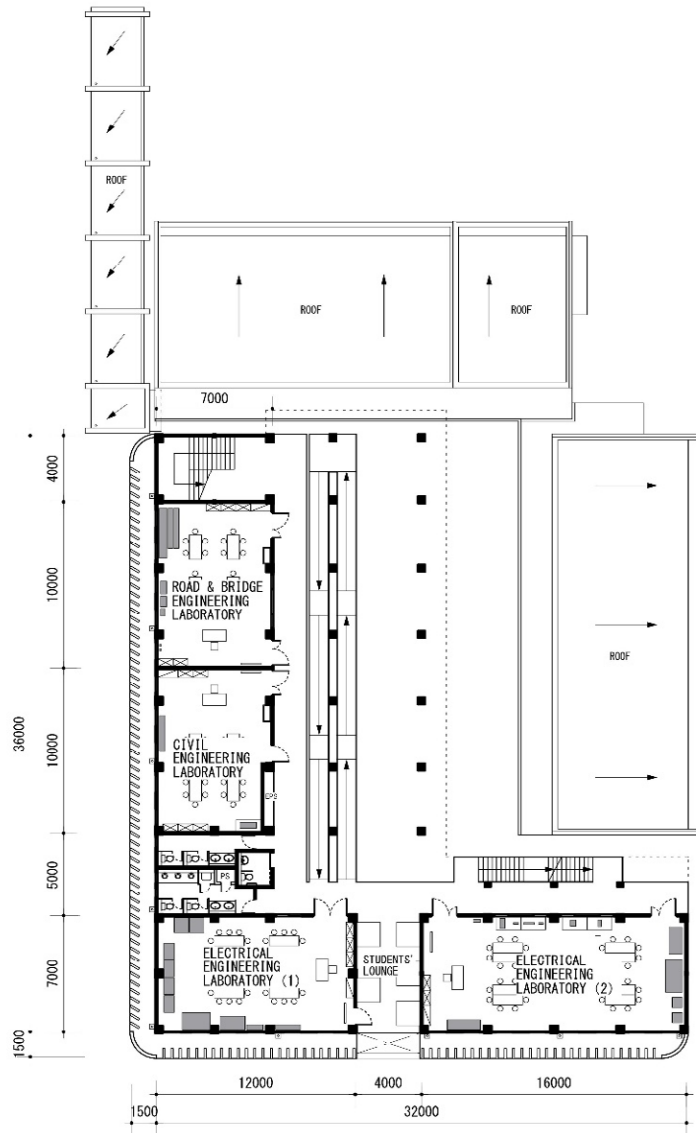 ROOF
ROOF
ROOF
7000
4000
10000
ROAD & BRIDGE
ENGINEERING
LABORATORY
ROOF
36000
10000
CIVIL
ENGINEERING
LABORATORY
EPS
5000
PS
7000
ELECTRICAL
ENGINEERING
LABORATORY (1)
STUDENTS'
LOUNGE
ELECTRICAL
ENGINEERING
LABORATORY (2)
1500
12000
4000
16000
1500
32000